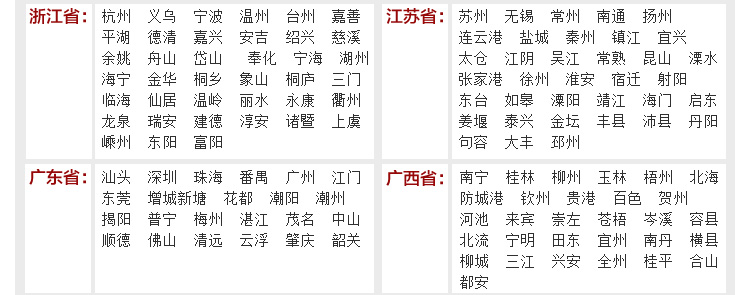 浙江省：
杭州 义乌 宁波 温州 台州 嘉善
平湖 德清 嘉兴 安吉 绍兴 慈溪
余姚 舟山 岱山 奉化 宁海 湖州
海宁 金华 桐乡 象山 桐庐 三门
临海 仙居 温岭 丽水 永康 衢州
龙泉 瑞安 建德 淳安 诸暨 上虞
嵊州 东阳 富阳
江苏省：
苏州 无锡 常州 南通 扬州
连云港 盐城 秦州 镇江 宜兴
太仓 江阴 吴江 常熟 昆山 溧水
张家港 徐州 淮安 宿迁 射阳
东台 如皋 溧阳 靖江 海门 启东
姜堰 泰兴 金坛 丰县 沛县 丹阳
句容 大丰 邳州
广东省：
汕头 深圳 珠海 番禺 广州 江门
东莞 增城新塘 花都 潮阳 潮州
揭阳 普宁 梅州 湛江 茂名 中山
顺德 佛山 清远 云浮 肇庆 韶关
广西省：
南宁 桂林 柳州 玉林 梧州 北海
防城港 钦州 贵港 百色 贺州
河池 来宾 崇左 苍梧 岑溪 容县
北流 宁明 田东 宜州 南丹 横县
柳城 三江 兴安 全州 桂平 合山
都安